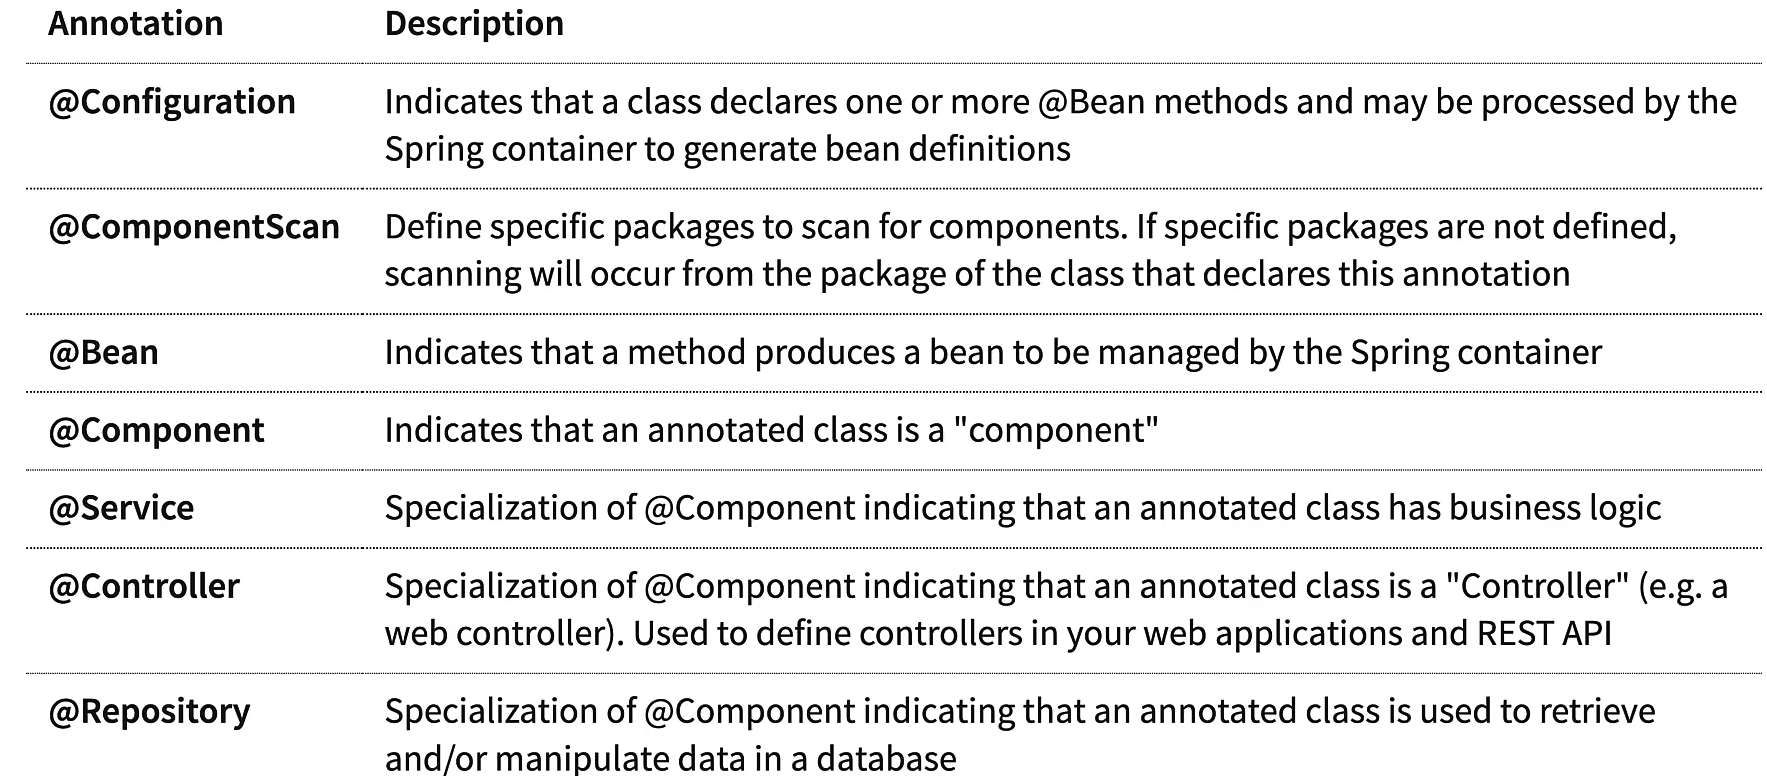 Annotation Description
@Configuration Indicates that a class declares one or more @Bean methods and may be processed by the
Spring container to generate bean definitions
@ComponentScan Define specific packages to scan for components. If specific packages are not defined,
scanning will occur from the package of the class that declares this annotation
@Bean Indicates that a method produces a bean to be managed by the Spring container
@Component Indicates that an annotated class is a "component"
@Service Specialization of @Component indicating that an annotated class has business logic
@Controller Specialization of @Component indicating that an annotated class is a "Controller" (e.g. a
web controller). Used to define controllers in your web applications and REST API
@Repository Specialization of @Component indicating that an annotated class is used to retrieve
and/or manipulate data in a database